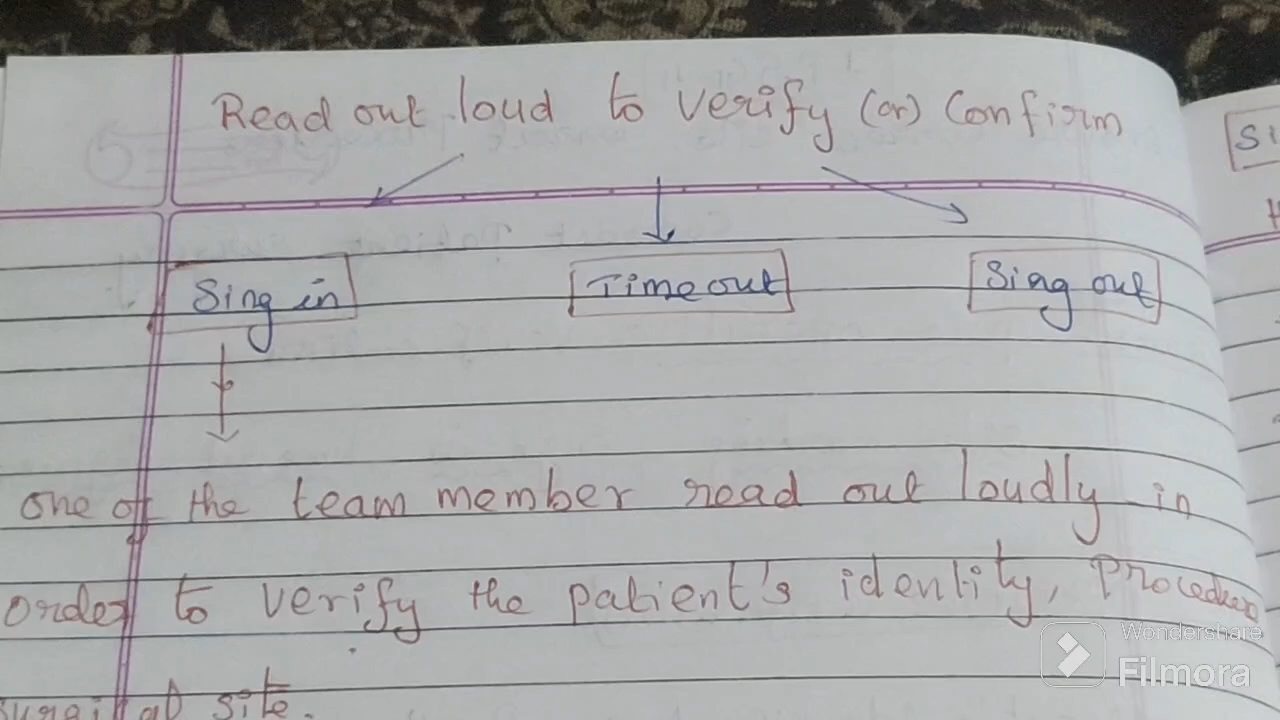 Read out loud to verify (or) Confirm
Si
Sing in
Time out
Sing out
one of the team member read out loudly in
order to verify the patient's identity, Procedure
surgical site.
Wondershare
Filmora